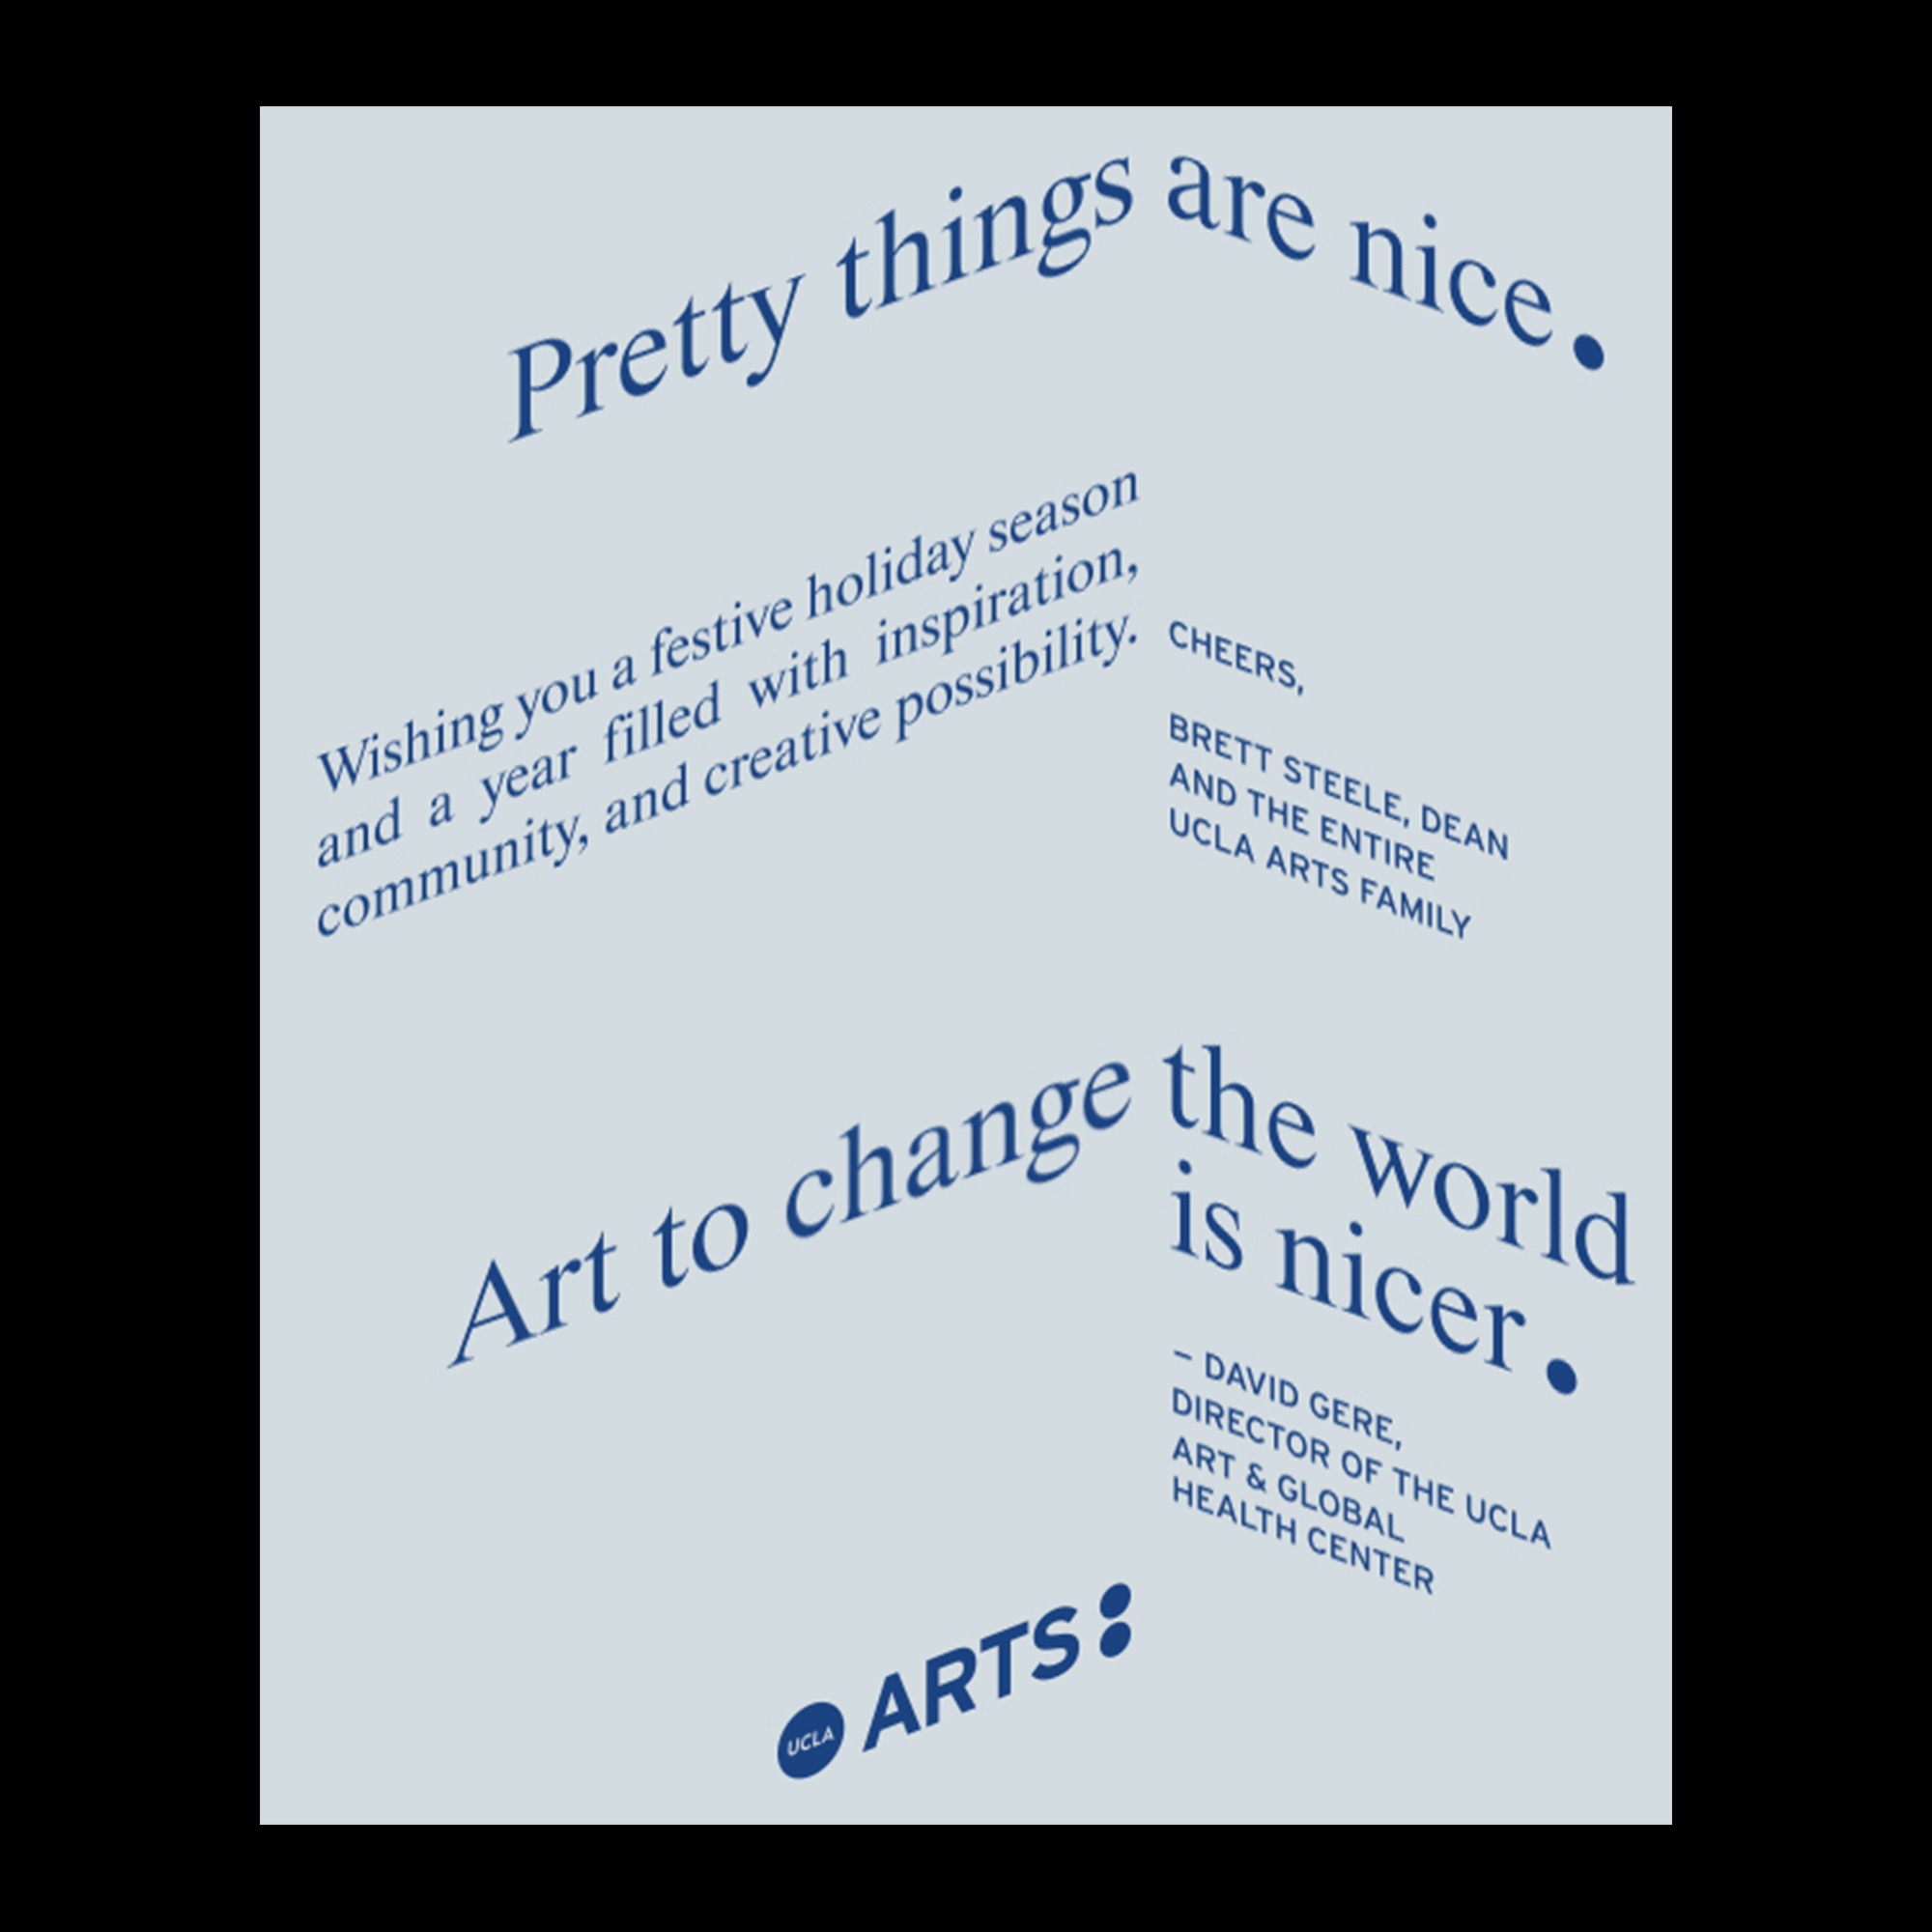 Pretty things are nice.
Wishing you a festive holiday season
and a year filled with inspiration,
community, and creative possibility.
CHEERS,
BRETT STEELE, DEAN
AND THE ENTIRE
UCLA ARTS FAMILY
Art to change the world
is nicer.
– DAVID GERE,
DIRECTOR OF THE UCLA
ART & GLOBAL
HEALTH CENTER
UCLA ARTS: